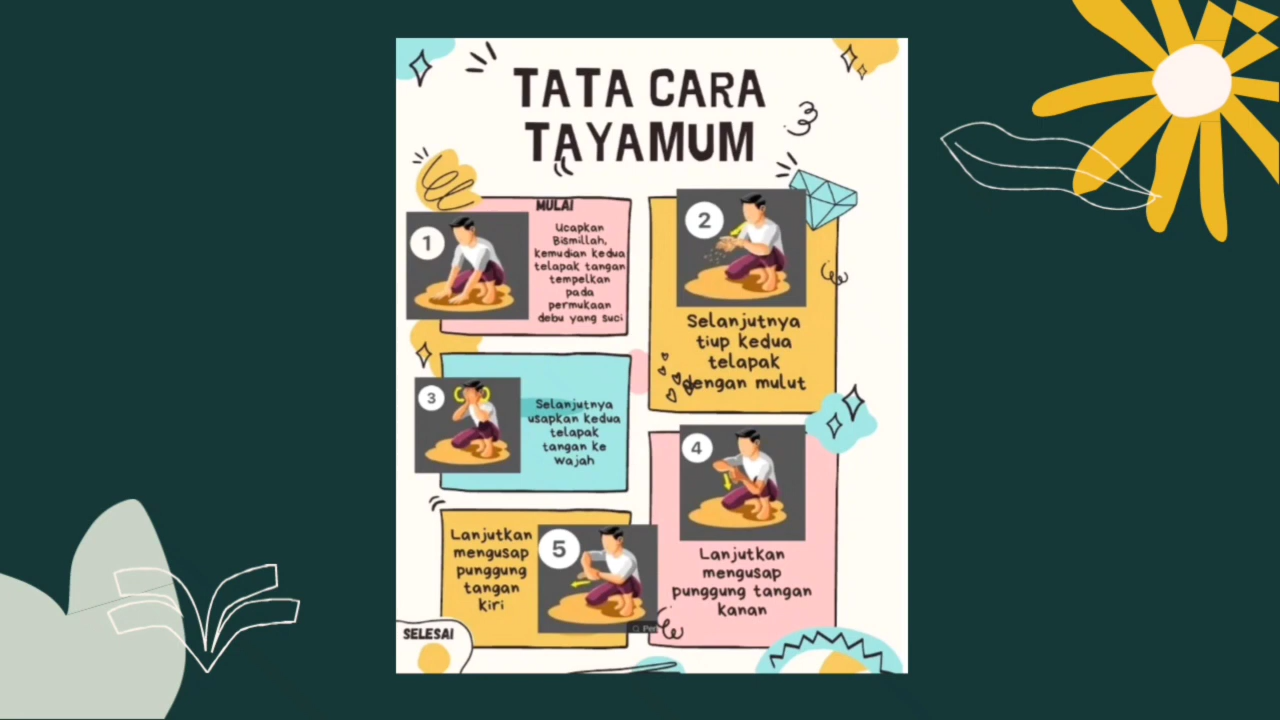 TATA CARA
TAYAMUM
MULAI
1
Ucapkan
Bismillah,
kemudian kedua
telapak tangan
tempelkan
pada
permukaan
debu yang suci
2
Selanjutnya
tiup kedua
telapak
dengan mulut
3
Selanjutnya
usapkan kedua
telapak
tangan ke
wajah
4
Lanjutkan
mengusap
punggung tangan
kanan
5
Lanjutkan
mengusap
punggung
tangan
kiri
SELESAI